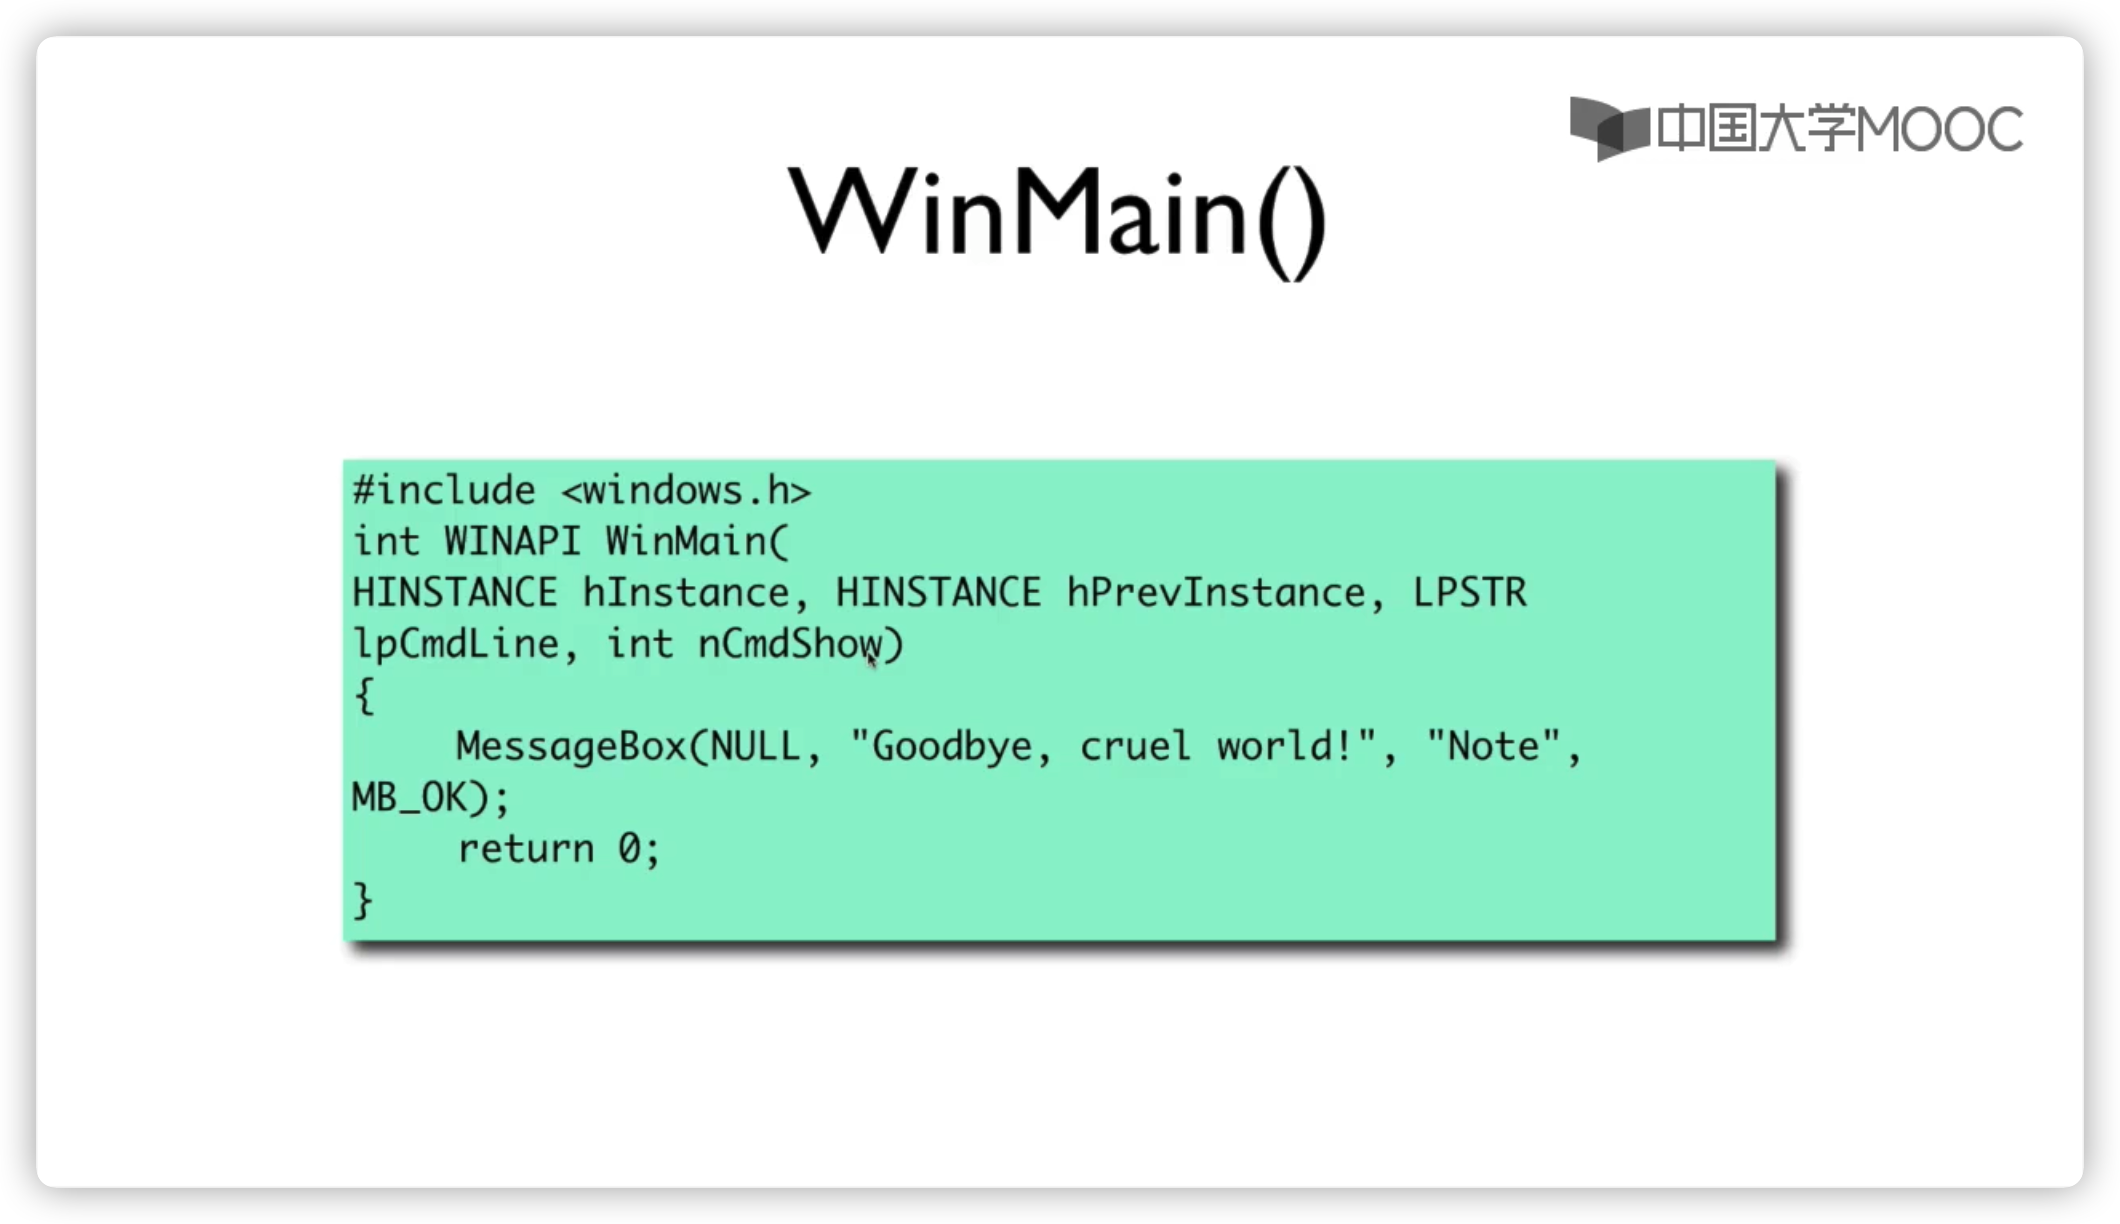 中国大学MOOC
WinMain()
#include <windows.h>
int WINAPI WinMain(
HINSTANCE hInstance, HINSTANCE hPrevInstance, LPSTR
lpCmdLine, int nCmdShow)
{
     MessageBox(NULL, "Goodbye, cruel world!", "Note",
MB_OK);
     return 0;
}